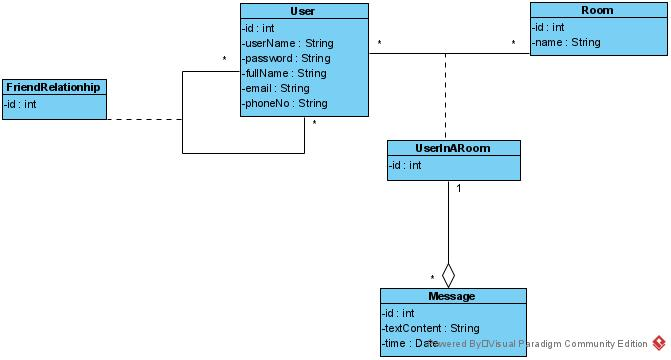 User
-id : int
-userName : String
-password : String
-fullName : String
-email : String
-phoneNo : String
Room
-id : int
-name : String
*
*
*
*
FriendRelationship
-id : int
UserInARoom
-id : int
1
*
Message
-id : int
-textContent : String
-time : Date
Powered By Visual Paradigm Community Edition